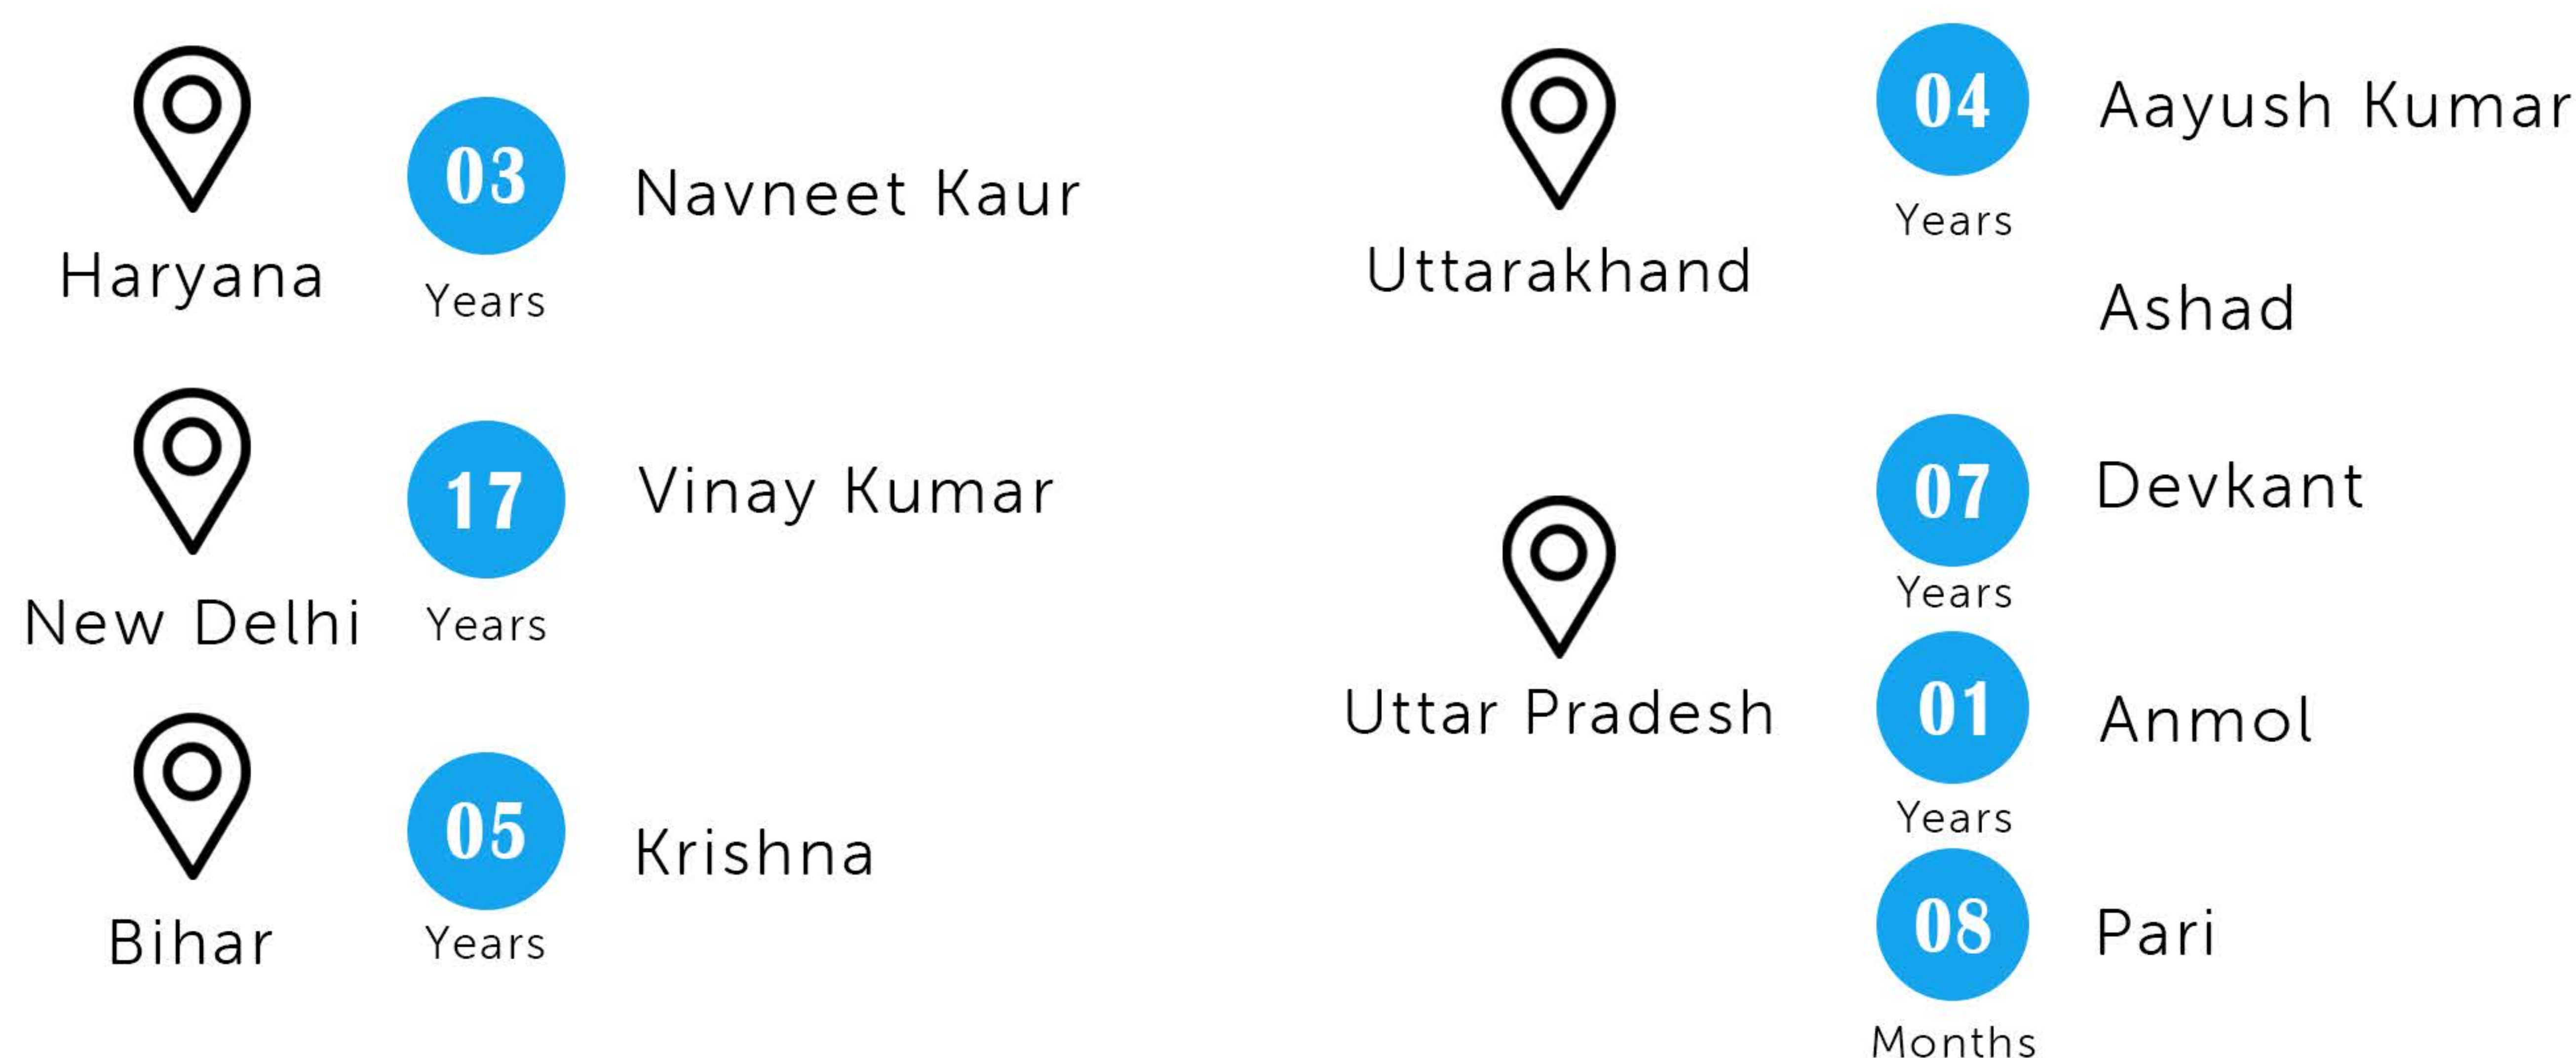 03
Navneet Kaur
Haryana
Years
17
Vinay Kumar
New Delhi
Years
05
Krishna
Bihar
Years
04
Aayush Kumar
Years
Uttarakhand
Ashad
07
Devkant
Years
Uttar Pradesh
01
Anmol
Years
08
Pari
Months